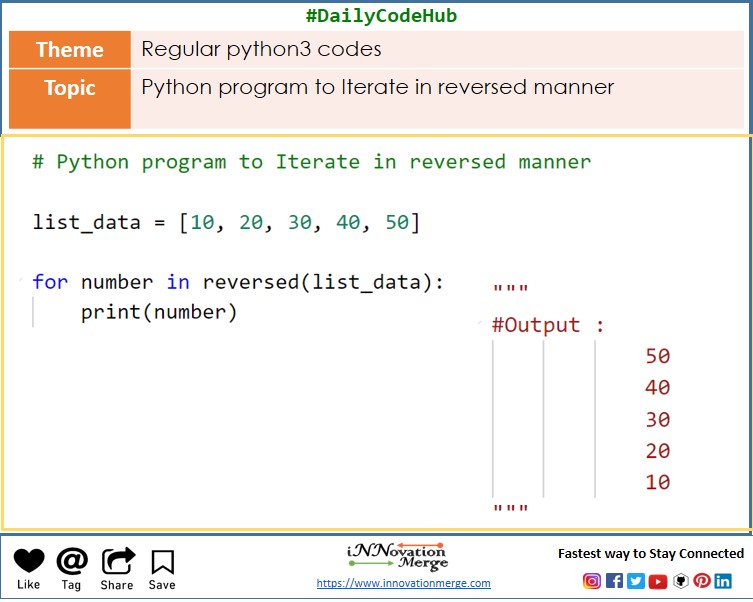 #DailyCodeHub
Theme
Regular python3 codes
Topic
Python program to Iterate in reversed manner
# Python program to Iterate in reversed manner
list_data = [10, 20, 30, 40, 50]
for number in reversed(list_data):
    print(number)
"""
#Output :
50
40
30
20
10
"""
Like
Tag
Share
Save
iNNovation
Merge
https://www.innovationmerge.com
Fastest way to Stay Connected